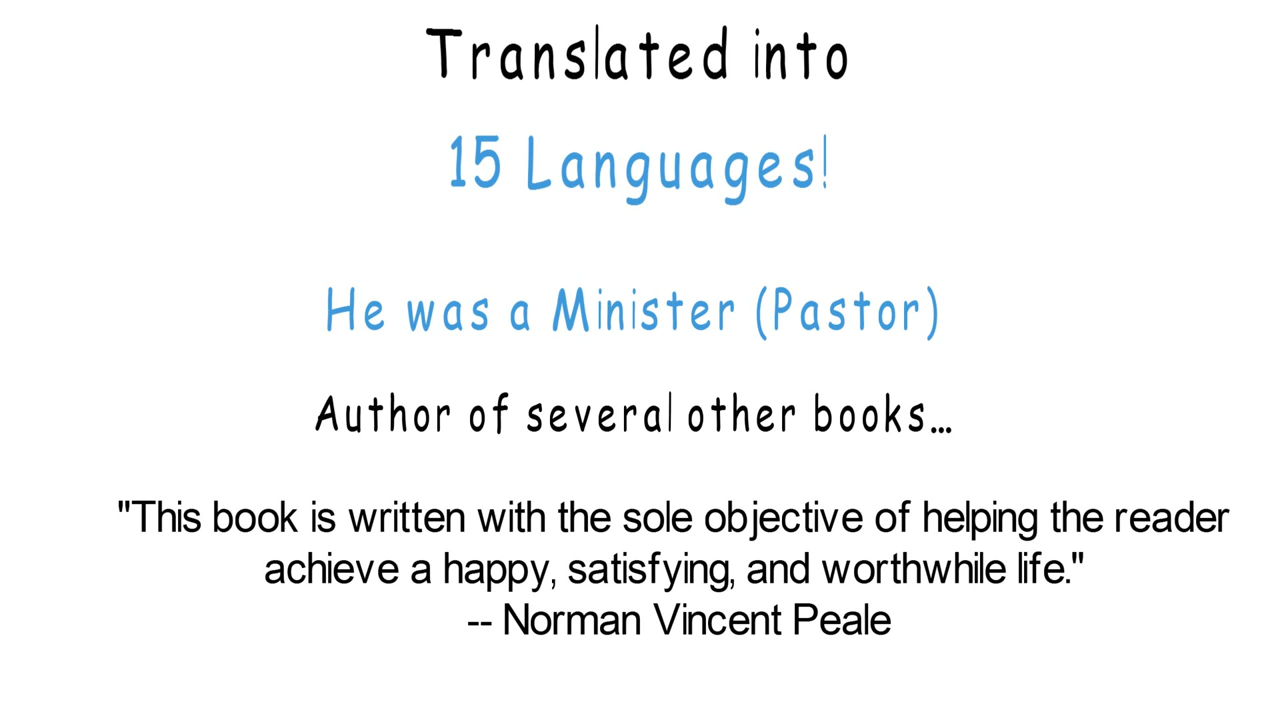 Translated into
15 Languages!
He was a Minister (Pastor)
Author of several other books...
"This book is written with the sole objective of helping the reader
achieve a happy, satisfying, and worthwhile life."
-- Norman Vincent Peale